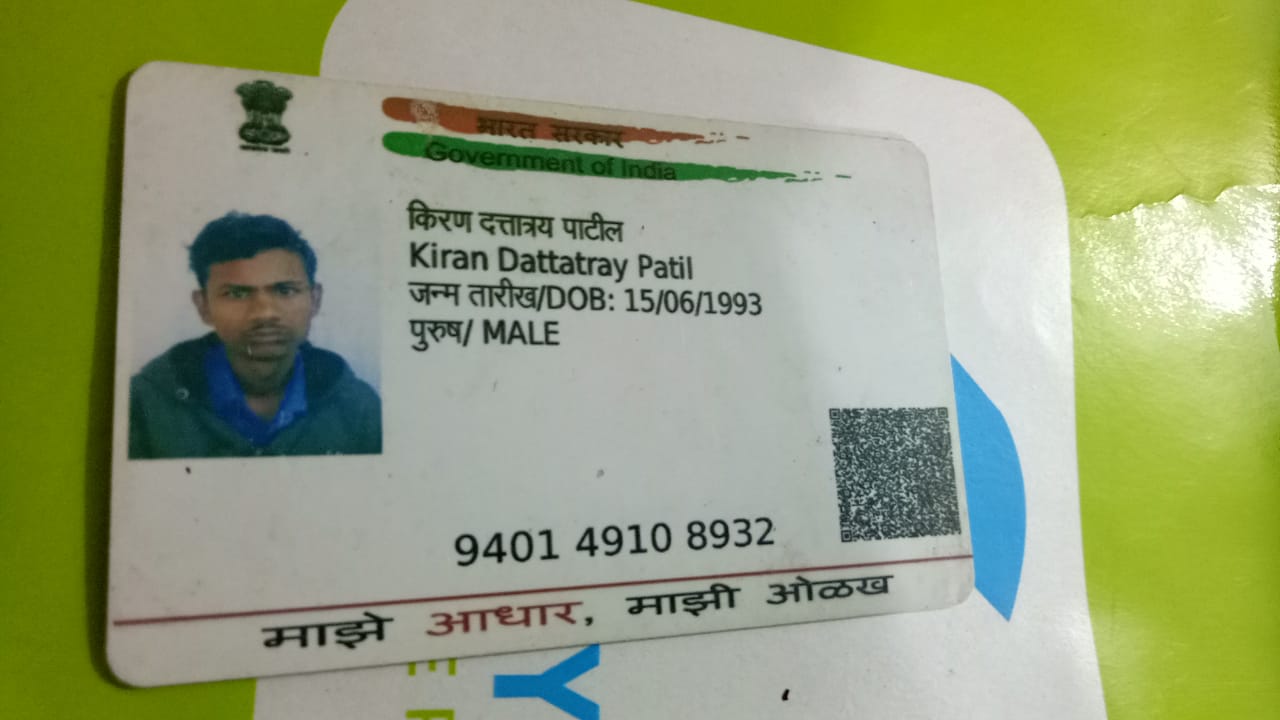 भारत सरकार
Government of India
किरण दत्तात्रय पाटील
Kiran Dattatray Patil
जन्म तारीख/DOB: 15/06/1993
पुरुष/ MALE
9401 4910 8932
माझे आधार, माझी ओळख